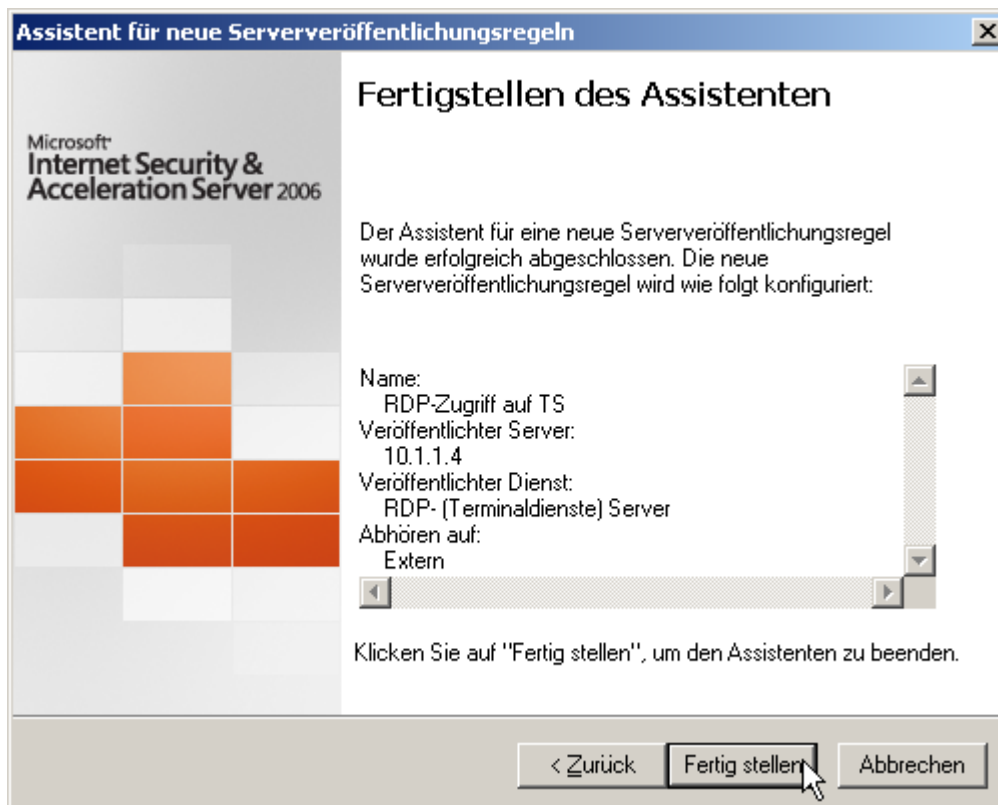 Assistent für neue Serververöffentlichungsregeln
Microsoft
Internet Security &
Acceleration Server 2006
Fertigstellen des Assistenten
Der Assistent für eine neue Serververöffentlichungsregel
wurde erfolgreich abgeschlossen. Die neue
Serververöffentlichungsregel wird wie folgt konfiguriert:
Name:
RDP-Zugriff auf TS
Veröffentlichter Server:
10.1.1.4
Veröffentlichter Dienst:
RDP- (Terminaldienste) Server
Abhören auf:
Extern
Klicken Sie auf "Fertig stellen", um den Assistenten zu beenden.
< Zurück
Fertig stellen
Abbrechen